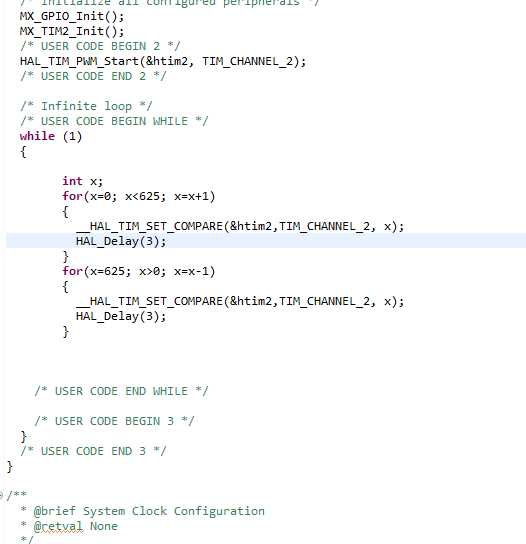 /* Initialize all configured peripherals */
MX_GPIO_Init();
MX_TIM2_Init();
/* USER CODE BEGIN 2 */
HAL_TIM_PWM_Start(&htim2, TIM_CHANNEL_2);
/* USER CODE END 2 */
/* Infinite loop */
/* USER CODE BEGIN WHILE */
while (1)
{
int x;
for(x=0; x<625; x=x+1)
{
__HAL_TIM_SET_COMPARE(&htim2,TIM_CHANNEL_2, x);
HAL_Delay(3);
}
for(x=625; x>0; x=x-1)
{
__HAL_TIM_SET_COMPARE(&htim2,TIM_CHANNEL_2, x);
HAL_Delay(3);
}
/* USER CODE END WHILE */
/* USER CODE BEGIN 3 */
}
/* USER CODE END 3 */
}
/**
* @brief System Clock Configuration
* @retval None
*/